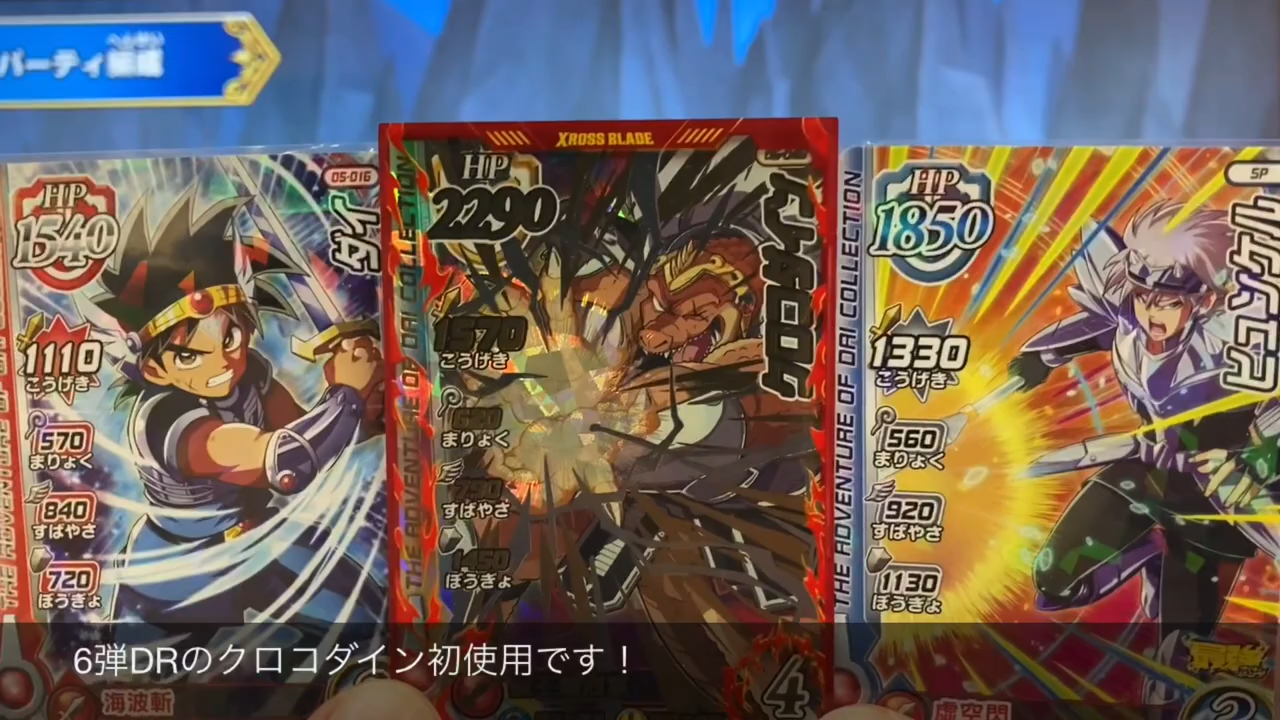 パーティ編成
XROSS BLADE
HP
1540
05-016
ダイ
1110
こうげき
570
まりょく
840
すばやさ
720
ぼうぎょ
海波斬
THE ADVENTURE OF DAI COLLECTION
HP
2290
クロコダイン
1570
こうげき
まりょく
すばやさ
1450
ぼうぎょ
4
THE ADVENTURE OF DAI COLLECTION
HP
1850
SP
ヒュンケル
1330
こうげき
560
まりょく
920
すばやさ
1130
ぼうぎょ
虚空閃
2
6弾DRのクロコダイン初使用です！